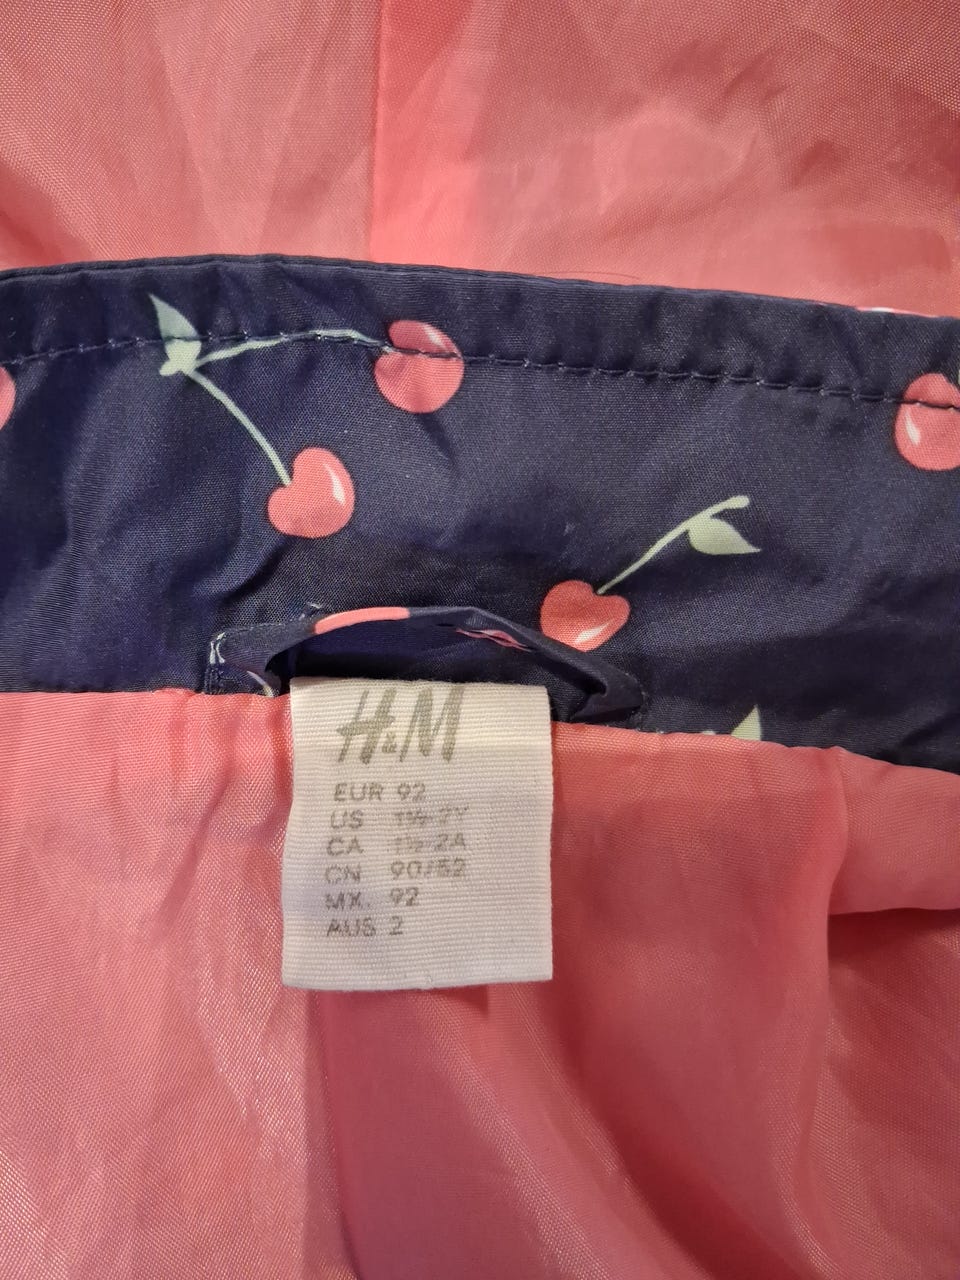 H&M
EUR 92
US 1½-2Y
CA 1½-2A
CN 90/52
MX. 92
AUS 2